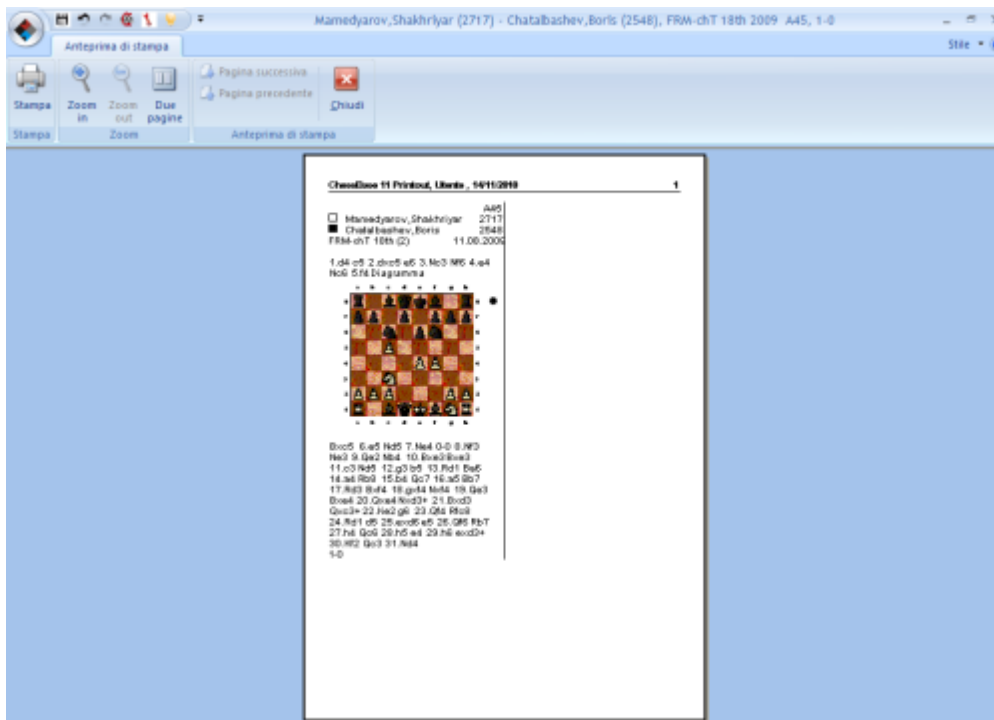 Mamedyarov,Shakhriyar (2717) - Chatalbashev,Boris (2548), FRM-chT 18th 2009 A45, 1-0
Anteprima di stampa
Stile
Stampa
Zoom in
Zoom out
Due pagine
Pagina successiva
Pagina precedente
Chiudi
Stampa
Zoom
Anteprima di stampa
ChessBase 11 Printout, Utente , 14/11/2010 1
A45
Mamedyarov,Shakhriyar 2717
Chatalbashev,Boris 2548
FRM-chT 18th (2) 11.08.2009
1.d4 c5 2.dxc5 e6 3.Nc3 Nf6 4.e4
Nc6 5.f4 Diagramma
Bxc5 6.e5 Nd5 7.Ne4 0-0 8.Nf3
9.Qe2 Nb4
11.c3 Nd5 12.g3 b5 13.Rd1 Ba6
14.a4 Rb8 15.b4 Qc7 16.a5 Bb7
17.Rd3 Bxf4 18.gxf4 Nxf4 19.Qe3
Bxe4 20.Qxe4 Nxd3+ 21.Bxd3
Qxc3+ 22.Ke2 g6 23.Qf4 Rfc8
24.Rd1 d5 25.exd6 e5 26.Qf6 Rb7
27.h4 Qc6 28.h5 e4 29.h6 exd3+
30.Kf2 Qc3 31.Nd4
1-0